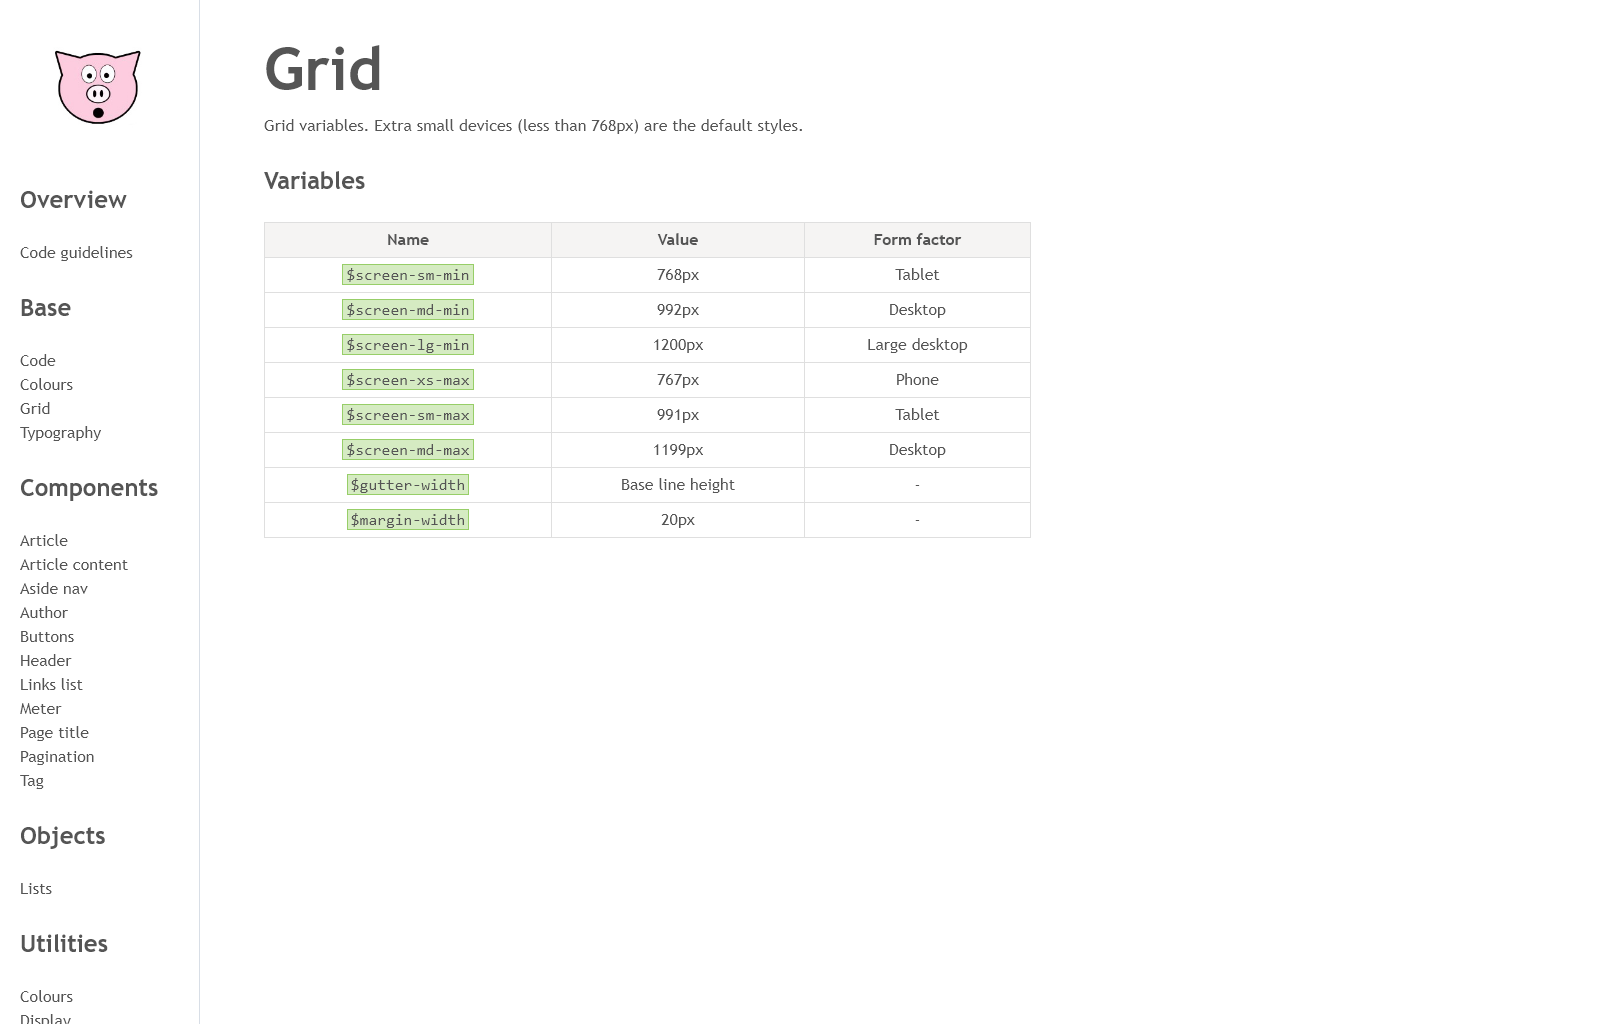 Overview
Code guidelines
Base
Code
Colours
Grid
Typography
Components
Article
Article content
Aside nav
Author
Buttons
Header
Links list
Meter
Page title
Pagination
Tag
Objects
Lists
Utilities
Colours
Display
Grid
Grid variables. Extra small devices (less than 768px) are the default styles.
Variables
Name Value Form factor
$screen-sm-min 768px Tablet
$screen-md-min 992px Desktop
$screen-lg-min 1200px Large desktop
$screen-xs-max 767px Phone
$screen-sm-max 991px Tablet
$screen-md-max 1199px Desktop
$gutter-width Base line height -
$margin-width 20px -